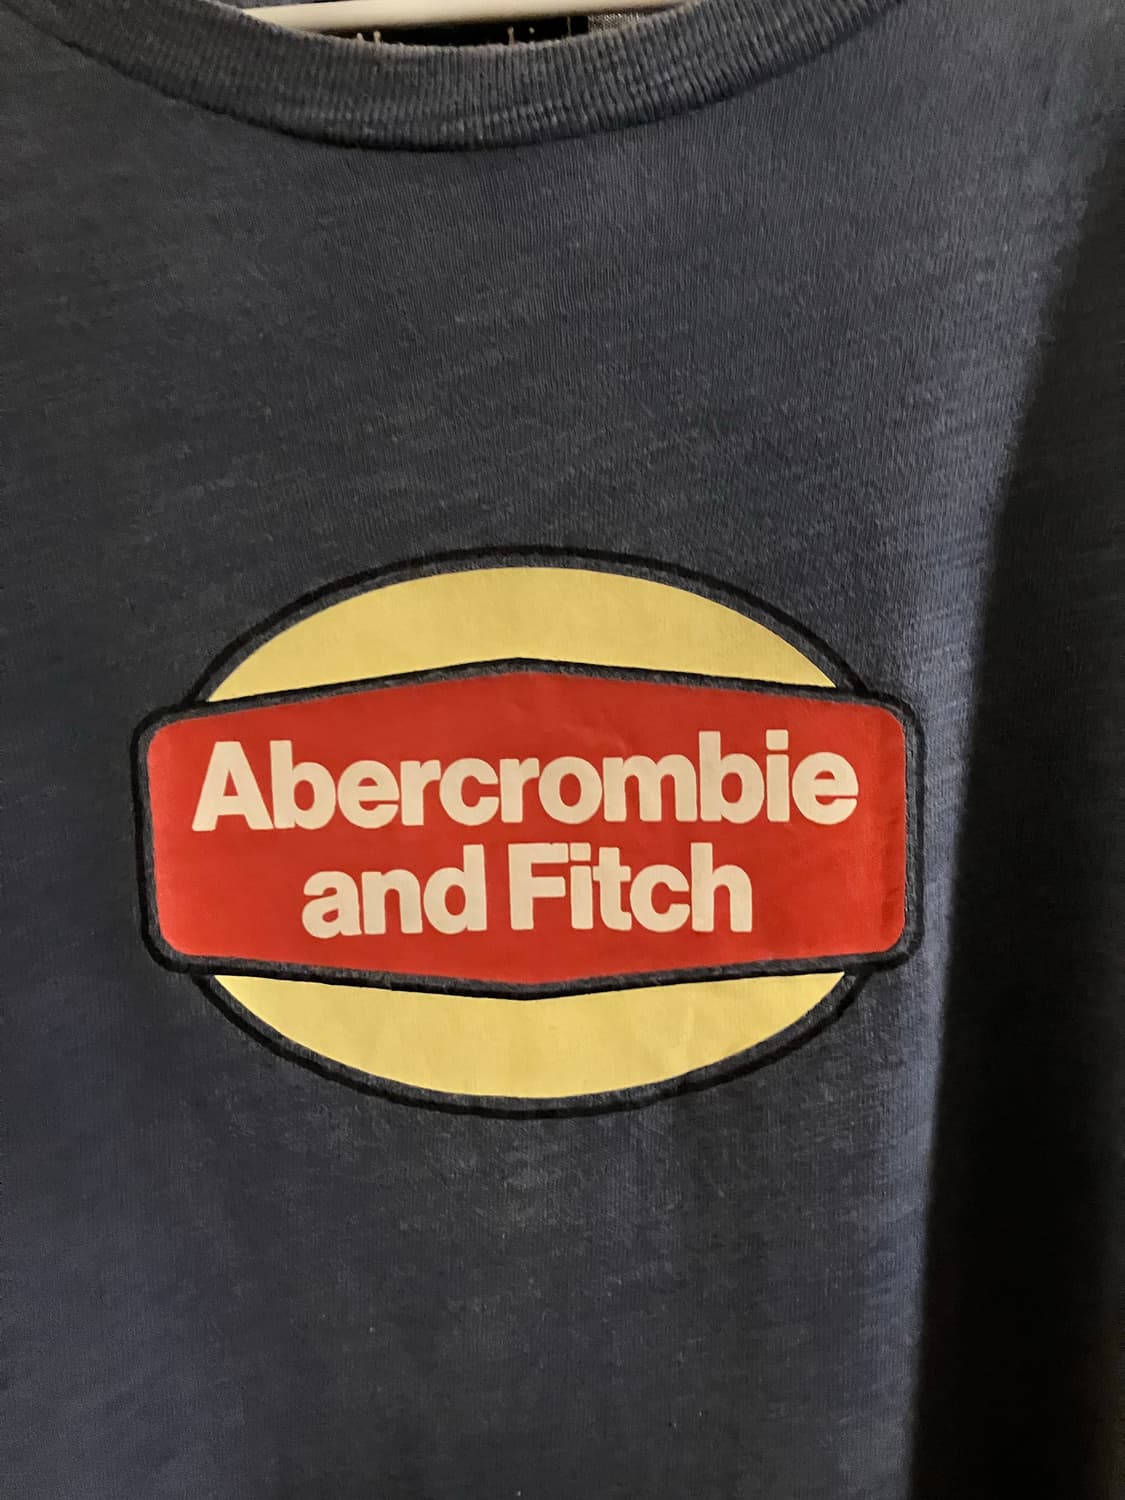 Abercrombie
and Fitch